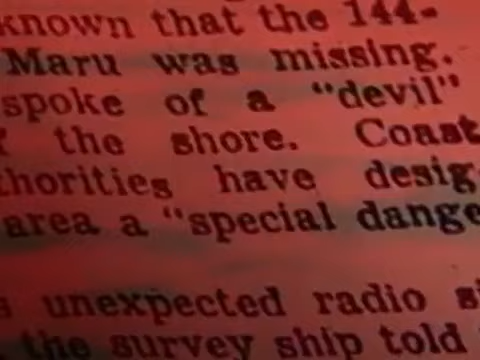 known that the 144-
Maru was missing.
spoke of a "devil"
the shore. Coast
thorities have desig-
area a "special dange
unexpected radio si
the survey ship told